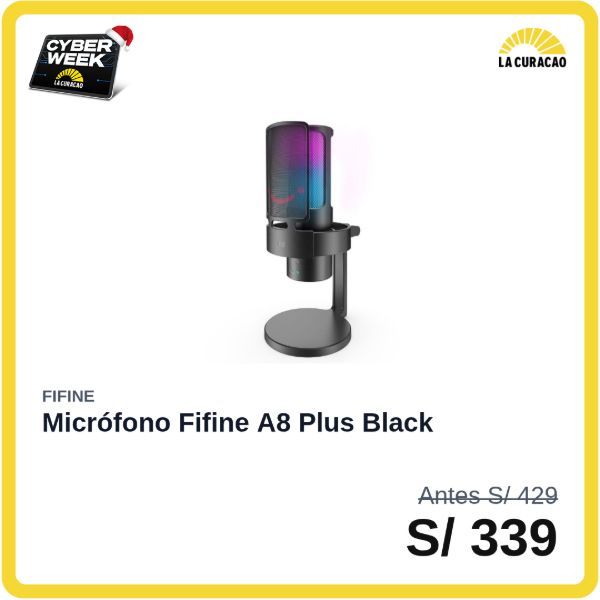 CYBER
WEEK
LA CURACAO
LA CURACAO
FIFINE
Micrófono Fifine A8 Plus Black
Antes S/ 429
S/ 339